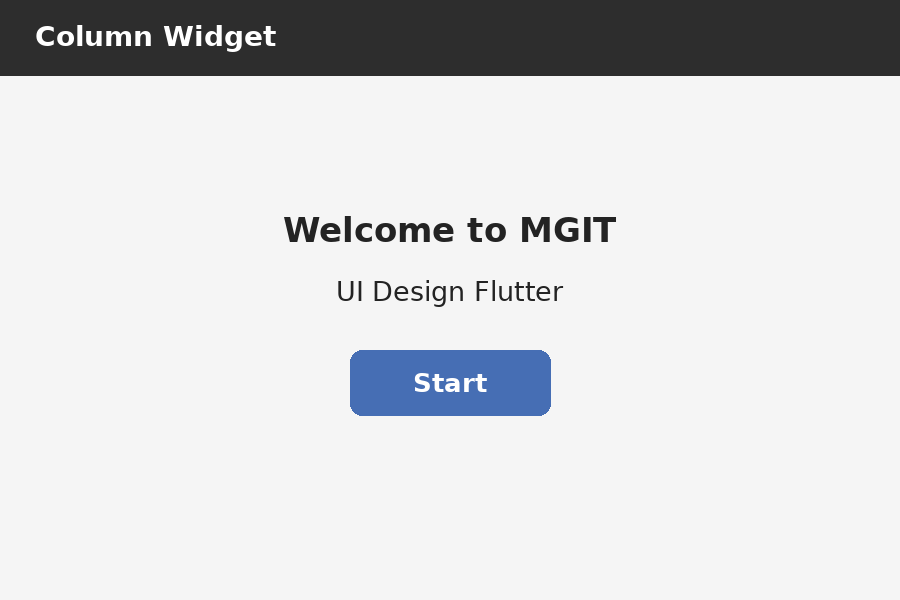 Column Widget
Welcome to MGIT
UI Design Flutter
Start